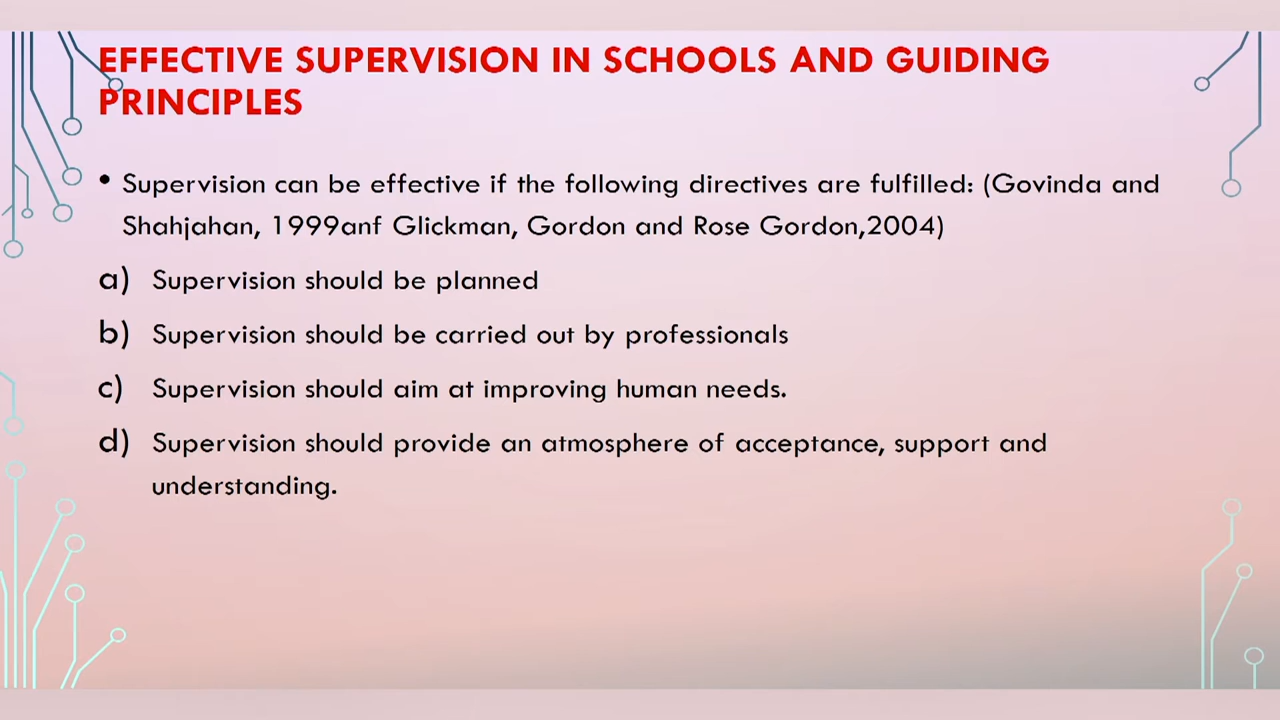 EFFECTIVE SUPERVISION IN SCHOOLS AND GUIDING
PRINCIPLES
• Supervision can be effective if the following directives are fulfilled: (Govinda and
Shahjahan, 1999anf Glickman, Gordon and Rose Gordon,2004)
a) Supervision should be planned
b) Supervision should be carried out by professionals
c) Supervision should aim at improving human needs.
d) Supervision should provide an atmosphere of acceptance, support and
understanding.